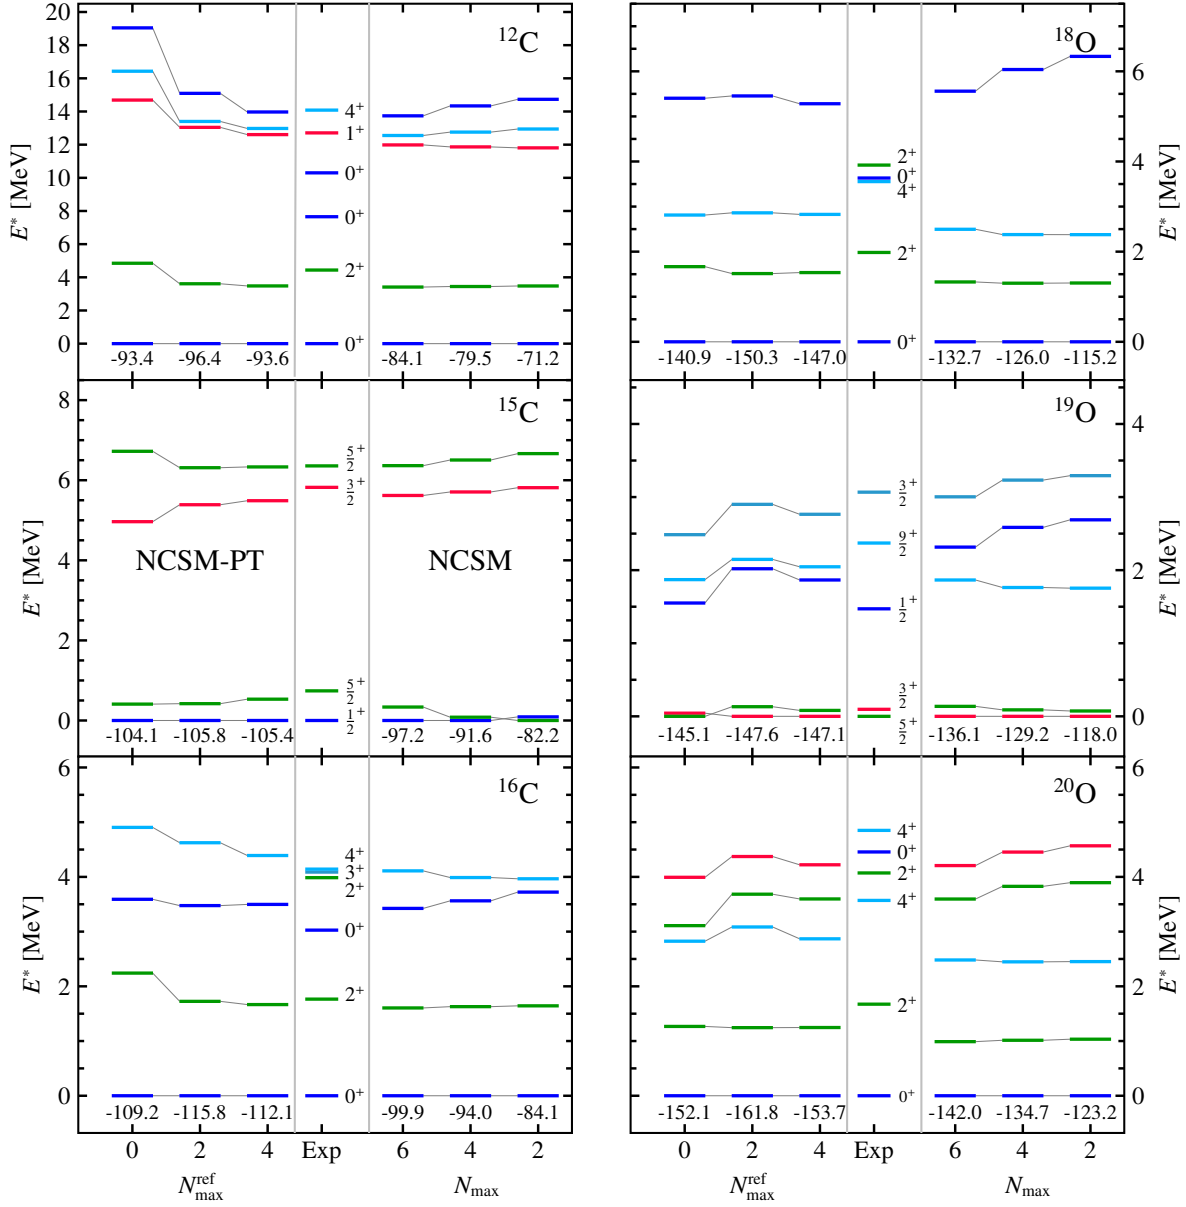 ¹²C
20
18
16
14
12
10
8
6
4
2
0
E* [MeV]
4⁺
1⁺
0⁺
0⁺
2⁺
0⁺
-93.4 -96.4 -93.6 -84.1 -79.5 -71.2
¹⁸O
6
4
2
0
E* [MeV]
2⁺
0⁺
4⁺
2⁺
0⁺
-140.9 -150.3 -147.0 -132.7 -126.0 -115.2
¹⁵C
8
6
4
2
0
E* [MeV]
5/2⁺
3/2⁺
NCSM-PT NCSM
5/2⁺
1/2⁺
-104.1 -105.8 -105.4 -97.2 -91.6 -82.2
¹⁹O
4
2
0
E* [MeV]
3/2⁺
9/2⁺
1/2⁺
3/2⁺
5/2⁺
-145.1 -147.6 -147.1 -136.1 -129.2 -118.0
¹⁶C
6
4
2
0
E* [MeV]
4⁺
3⁺
2⁺
0⁺
2⁺
0⁺
-109.2 -115.8 -112.1 -99.9 -94.0 -84.1
0 2 4 Exp 6 4 2
N_max^ref N_max
²⁰O
6
4
2
0
E* [MeV]
4⁺
0⁺
2⁺
4⁺
2⁺
0⁺
-152.1 -161.8 -153.7 -142.0 -134.7 -123.2
0 2 4 Exp 6 4 2
N_max^ref N_max